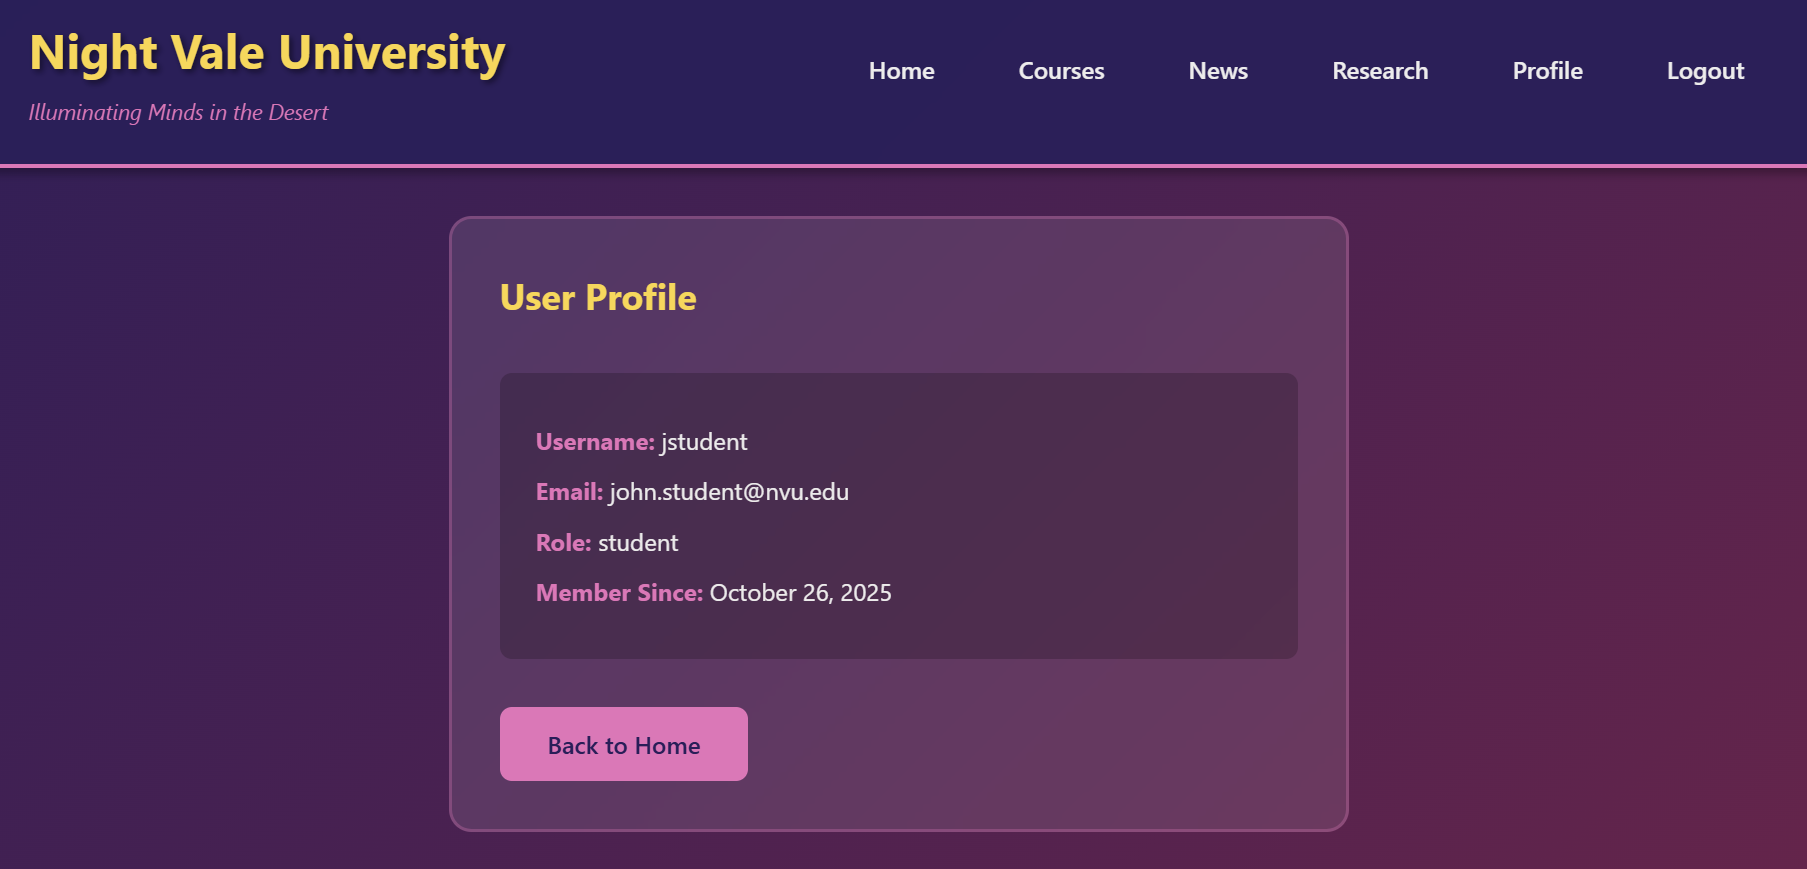 Night Vale University
Illuminating Minds in the Desert
Home Courses News Research Profile Logout
User Profile
Username: jstudent
Email: john.student@nvu.edu
Role: student
Member Since: October 26, 2025
Back to Home